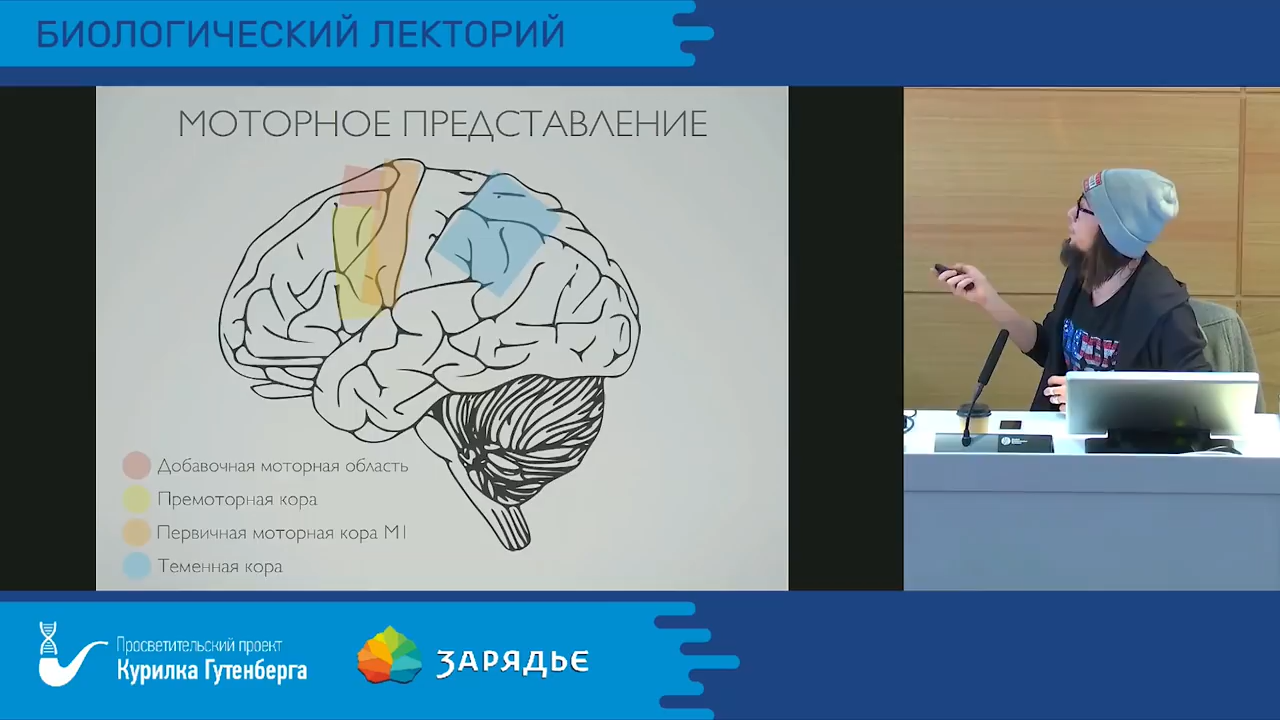 БИОЛОГИЧЕСКИЙ ЛЕКТОРИЙ
МОТОРНОЕ ПРЕДСТАВЛЕНИЕ
Добавочная моторная область
Премоторная кора
Первичная моторная кора М1
Теменная кора
Просветительский проект
Курилка Гутенберга
ЗАРЯДЬЕ